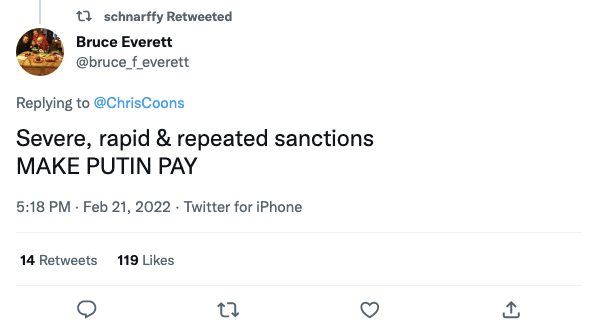 schnarffy Retweeted
Bruce Everett
@bruce_f_everett
Replying to @ChrisCoons
Severe, rapid & repeated sanctions
MAKE PUTIN PAY
5:18 PM · Feb 21, 2022 · Twitter for iPhone
14 Retweets 119 Likes